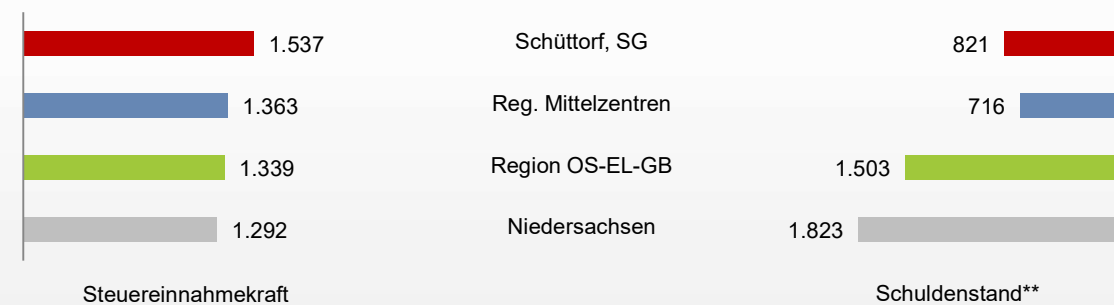 1.537 Schüttorf, SG 821
1.363 Reg. Mittelzentren 716
1.339 Region OS-EL-GB 1.503
1.292 Niedersachsen 1.823
Steuereinnahmekraft Schuldenstand**